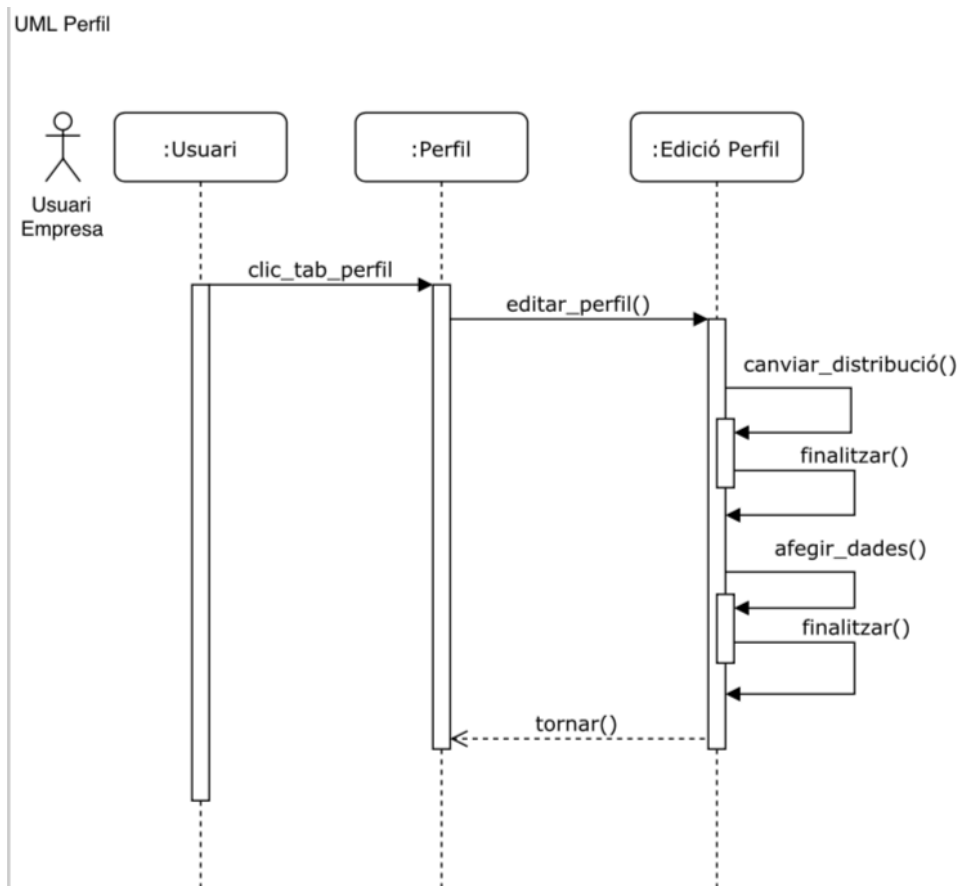 UML Perfil
:Usuari
:Perfil
:Edició Perfil
Usuari
Empresa
clic_tab_perfil
editar_perfil()
canviar_distribució()
finalitzar()
afegir_dades()
finalitzar()
tornar()